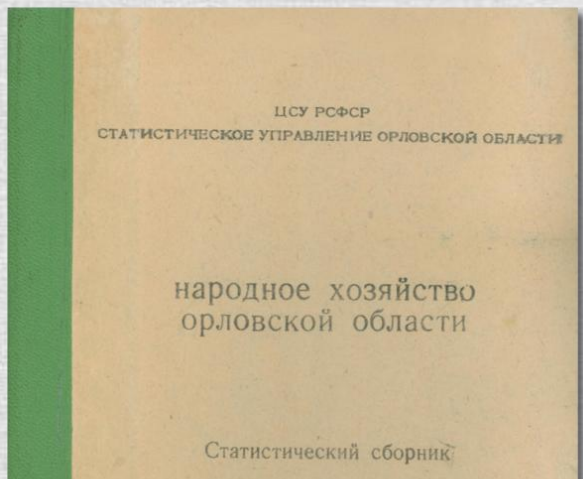 ЦСУ РСФСР
СТАТИСТИЧЕСКОЕ УПРАВЛЕНИЕ ОРЛОВСКОЙ ОБЛАСТИ
народное хозяйство
орловской области
Статистический сборник